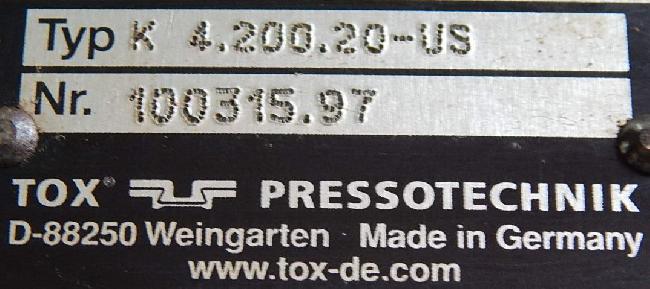 Typ K 4.200.20-US
Nr. 100315.97
TOX® PRESSOTECHNIK
D-88250 Weingarten Made in Germany
www.tox-de.com